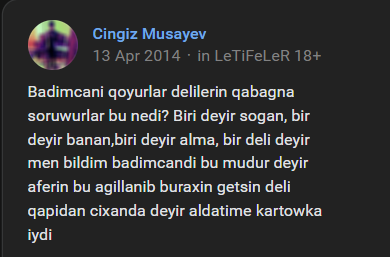 Cingiz Musayev
13 Apr 2014 · in LeTiFeLeR 18+
Badimcani qoyurlar delilerin qabagna
soruwurlar bu nedi? Biri deyir sogan, bir
deyir banan,biri deyir alma, bir deli deyir
men bildim badimcandi bu mudur deyir
aferin bu agillanib buraxin getsin deli
qapidan cixanda deyir aldatime kartowka
iydi